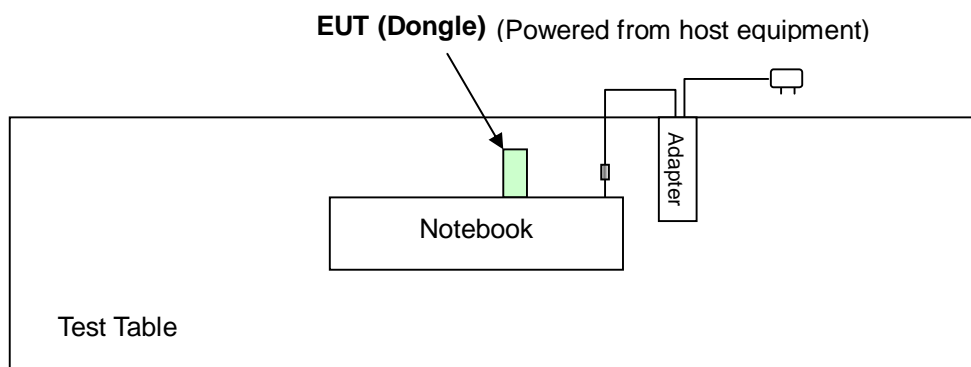 EUT (Dongle) (Powered from host equipment)
Adapter
Notebook
Test Table